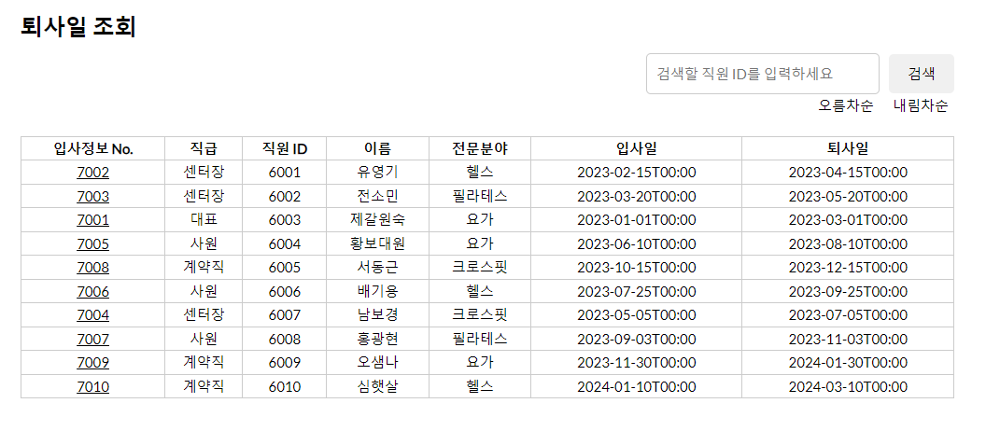 퇴사일 조회
검색할 직원 ID를 입력하세요 검색
오름차순 내림차순
입사정보 No. 직급 직원 ID 이름 전문분야 입사일 퇴사일
7002 센터장 6001 유영기 헬스 2023-02-15T00:00 2023-04-15T00:00
7003 센터장 6002 전소민 필라테스 2023-03-20T00:00 2023-05-20T00:00
7001 대표 6003 제갈원숙 요가 2023-01-01T00:00 2023-03-01T00:00
7005 사원 6004 황보대원 요가 2023-06-10T00:00 2023-08-10T00:00
7008 계약직 6005 서동근 크로스핏 2023-10-15T00:00 2023-12-15T00:00
7006 사원 6006 배기용 헬스 2023-07-25T00:00 2023-09-25T00:00
7004 센터장 6007 남보경 크로스핏 2023-05-05T00:00 2023-07-05T00:00
7007 사원 6008 홍광현 필라테스 2023-09-03T00:00 2023-11-03T00:00
7009 계약직 6009 오샘나 요가 2023-11-30T00:00 2024-01-30T00:00
7010 계약직 6010 심햇살 헬스 2024-01-10T00:00 2024-03-10T00:00